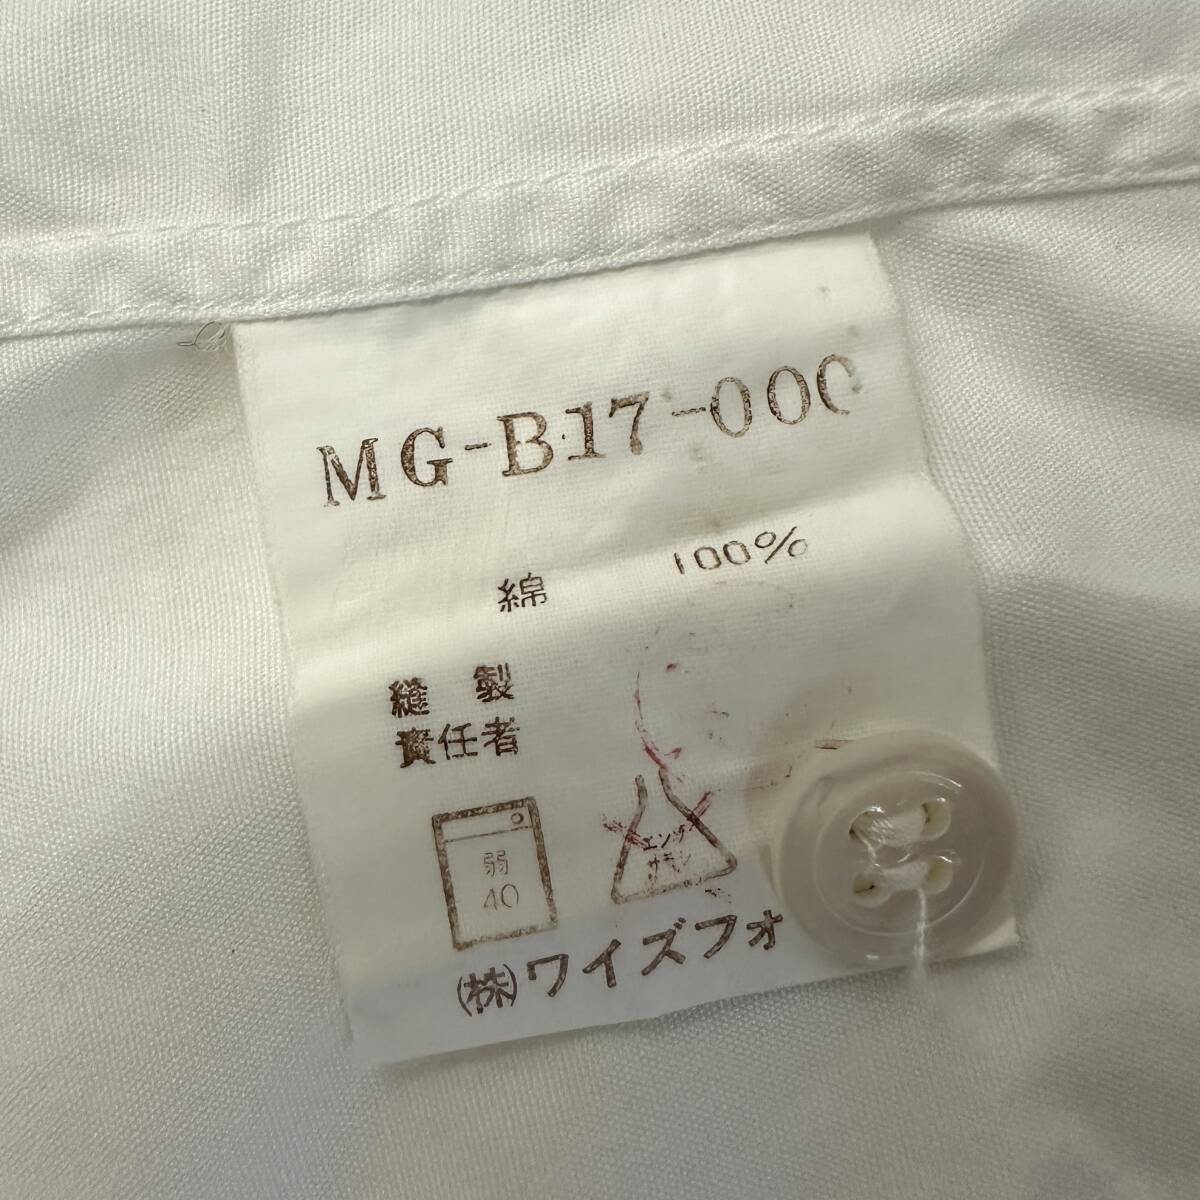 MG-B17-000
綿 100%
縫製
責任者
弱
40
エンソ
サラシ
(株)ワイズフォ